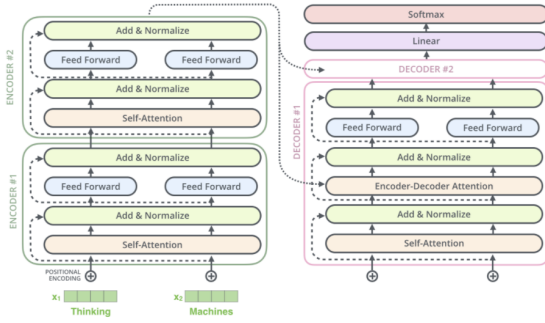 ENCODER #2
Add & Normalize
Feed Forward
Feed Forward
Add & Normalize
Self-Attention
ENCODER #1
Add & Normalize
Feed Forward
Feed Forward
Add & Normalize
Self-Attention
POSITIONAL
ENCODING
x1
Thinking
x2
Machines
Softmax
Linear
DECODER #2
DECODER #1
Add & Normalize
Feed Forward
Feed Forward
Add & Normalize
Encoder-Decoder Attention
Add & Normalize
Self-Attention